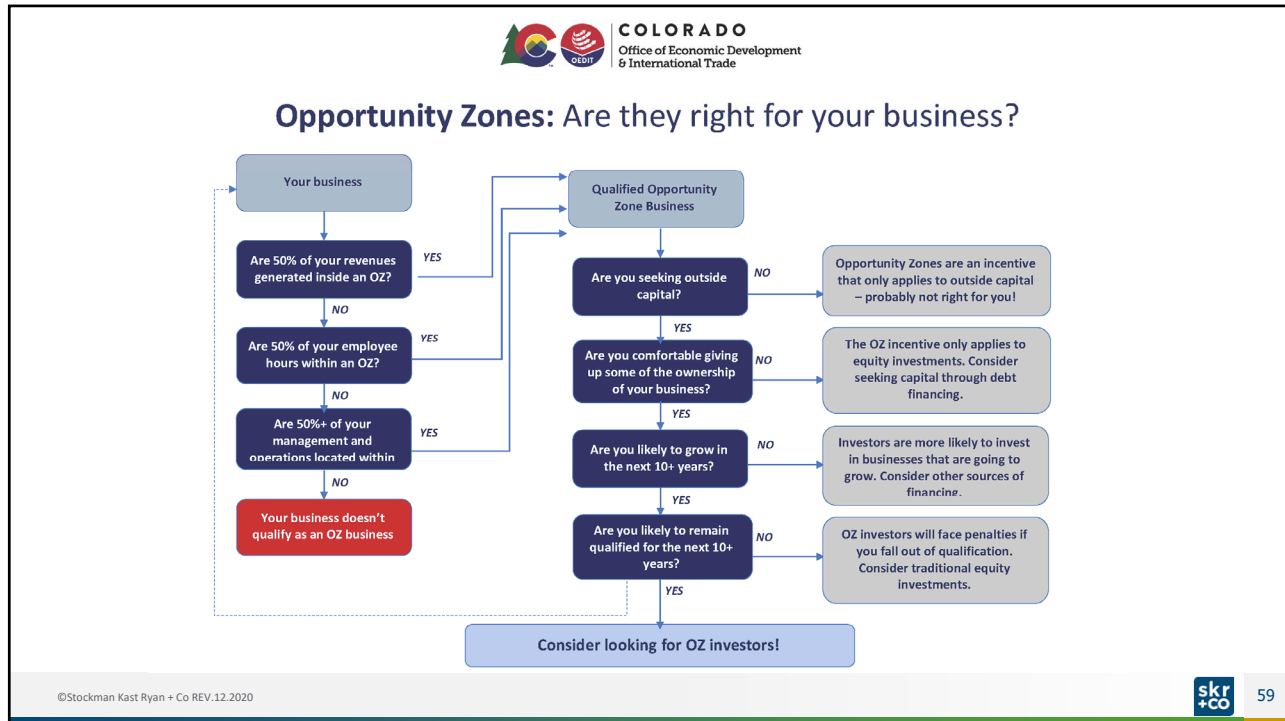 COLORADO
Office of Economic Development
& International Trade
OEDIT
Opportunity Zones: Are they right for your business?
Your business
Are 50% of your revenues
generated inside an OZ?
YES
NO
Are 50% of your employee
hours within an OZ?
YES
NO
Are 50%+ of your
management and
operations located within
YES
NO
Your business doesn't
qualify as an OZ business
Qualified Opportunity
Zone Business
Are you seeking outside
capital?
NO
Opportunity Zones are an incentive
that only applies to outside capital
– probably not right for you!
YES
Are you comfortable giving
up some of the ownership
of your business?
NO
The OZ incentive only applies to
equity investments. Consider
seeking capital through debt
financing.
YES
Are you likely to grow in
the next 10+ years?
NO
Investors are more likely to invest
in businesses that are going to
grow. Consider other sources of
financing.
YES
Are you likely to remain
qualified for the next 10+
years?
NO
OZ investors will face penalties if
you fall out of qualification.
Consider traditional equity
investments.
YES
Consider looking for OZ investors!
©Stockman Kast Ryan + Co REV.12.2020
skr
+co
59